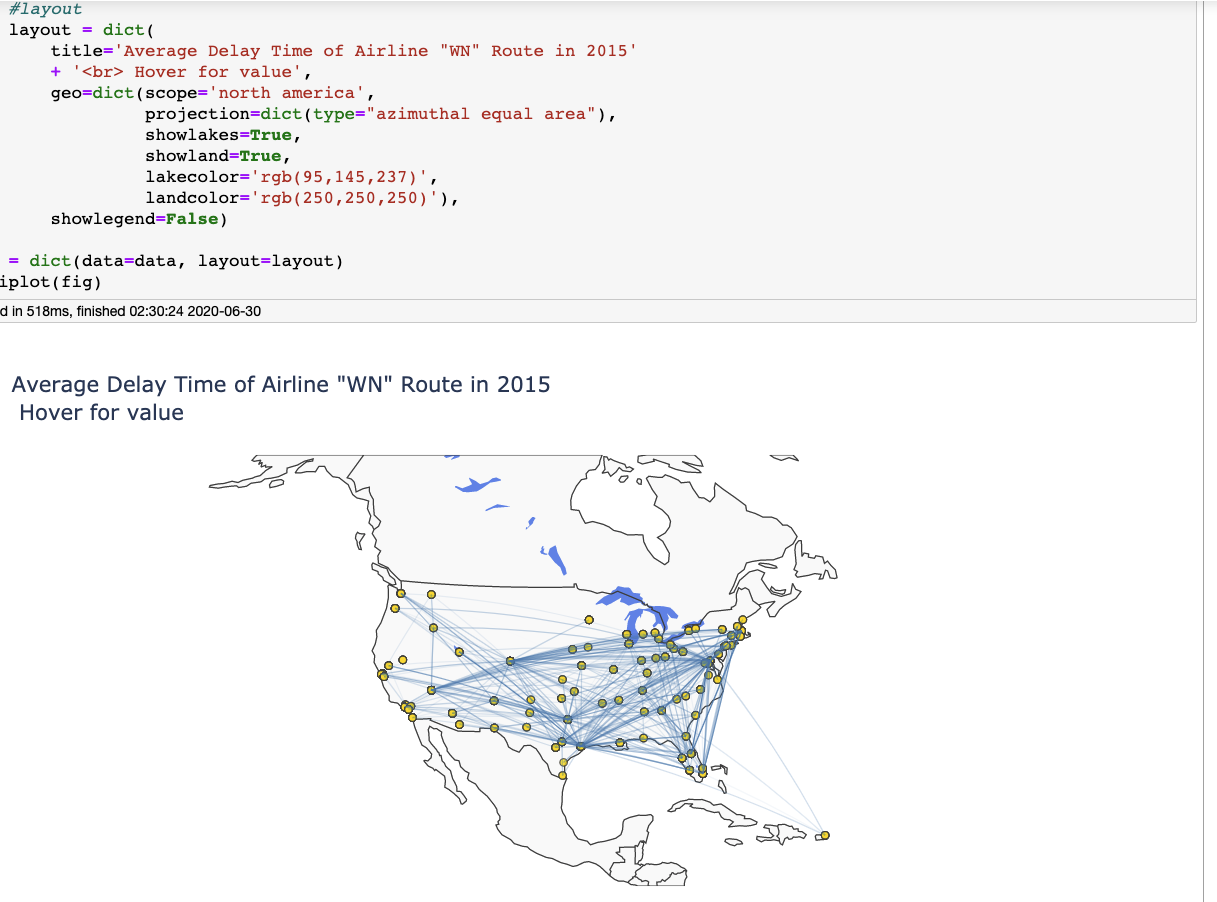 #layout
layout = dict(
    title='Average Delay Time of Airline "WN" Route in 2015'
    + '<br> Hover for value',
    geo=dict(scope='north america',
             projection=dict(type="azimuthal equal area"),
             showlakes=True,
             showland=True,
             lakecolor='rgb(95,145,237)',
             landcolor='rgb(250,250,250)'),
    showlegend=False)
= dict(data=data, layout=layout)
iplot(fig)
d in 518ms, finished 02:30:24 2020-06-30
Average Delay Time of Airline "WN" Route in 2015
Hover for value